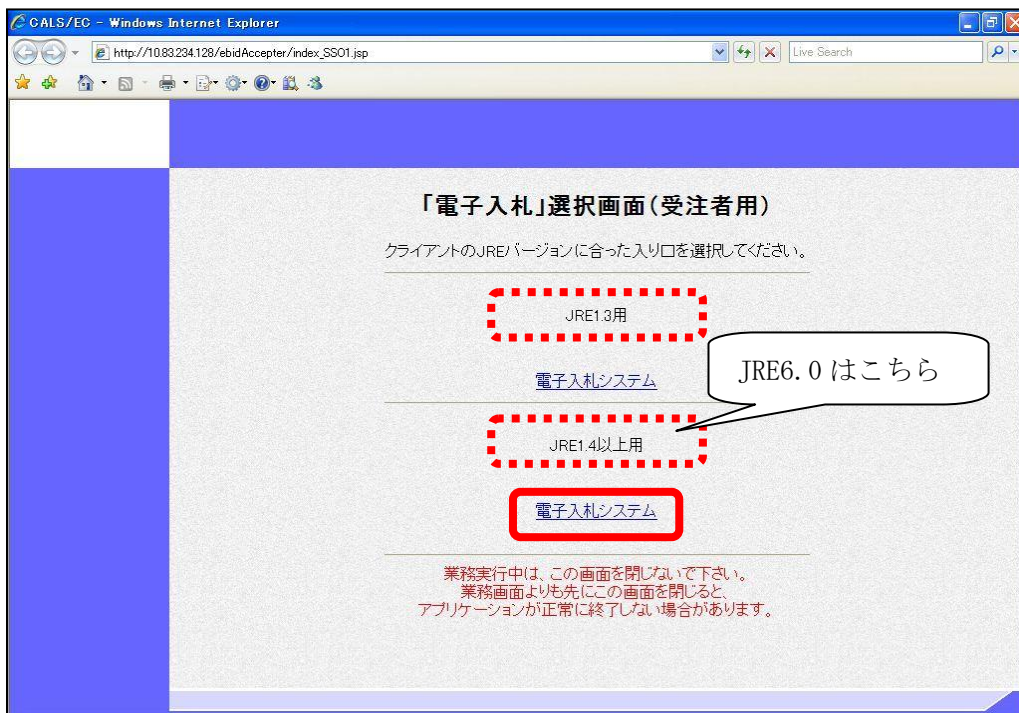 CALS/EC - Windows Internet Explorer
http://10.83.234.128/ebidAccepter/index_SSO1.jsp
Live Search
「電子入札」選択画面(受注者用)
クライアントのJREバージョンに合った入り口を選択してください。
JRE1.3用
JRE6.0 はこちら
電子入札システム
JRE1.4以上用
電子入札システム
業務実行中は、この画面を閉じないで下さい。
業務画面よりも先にこの画面を閉じると、
アプリケーションが正常に終了しない場合があります。